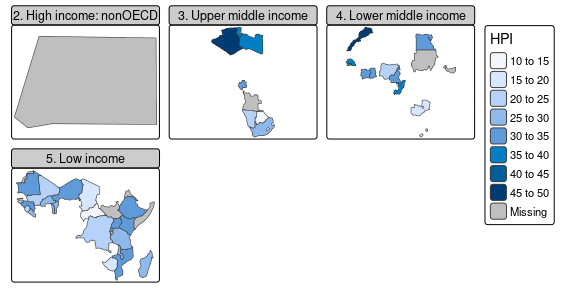 2. High income: nonOECD
3. Upper middle income
4. Lower middle income
5. Low income
HPI
10 to 15
15 to 20
20 to 25
25 to 30
30 to 35
35 to 40
40 to 45
45 to 50
Missing